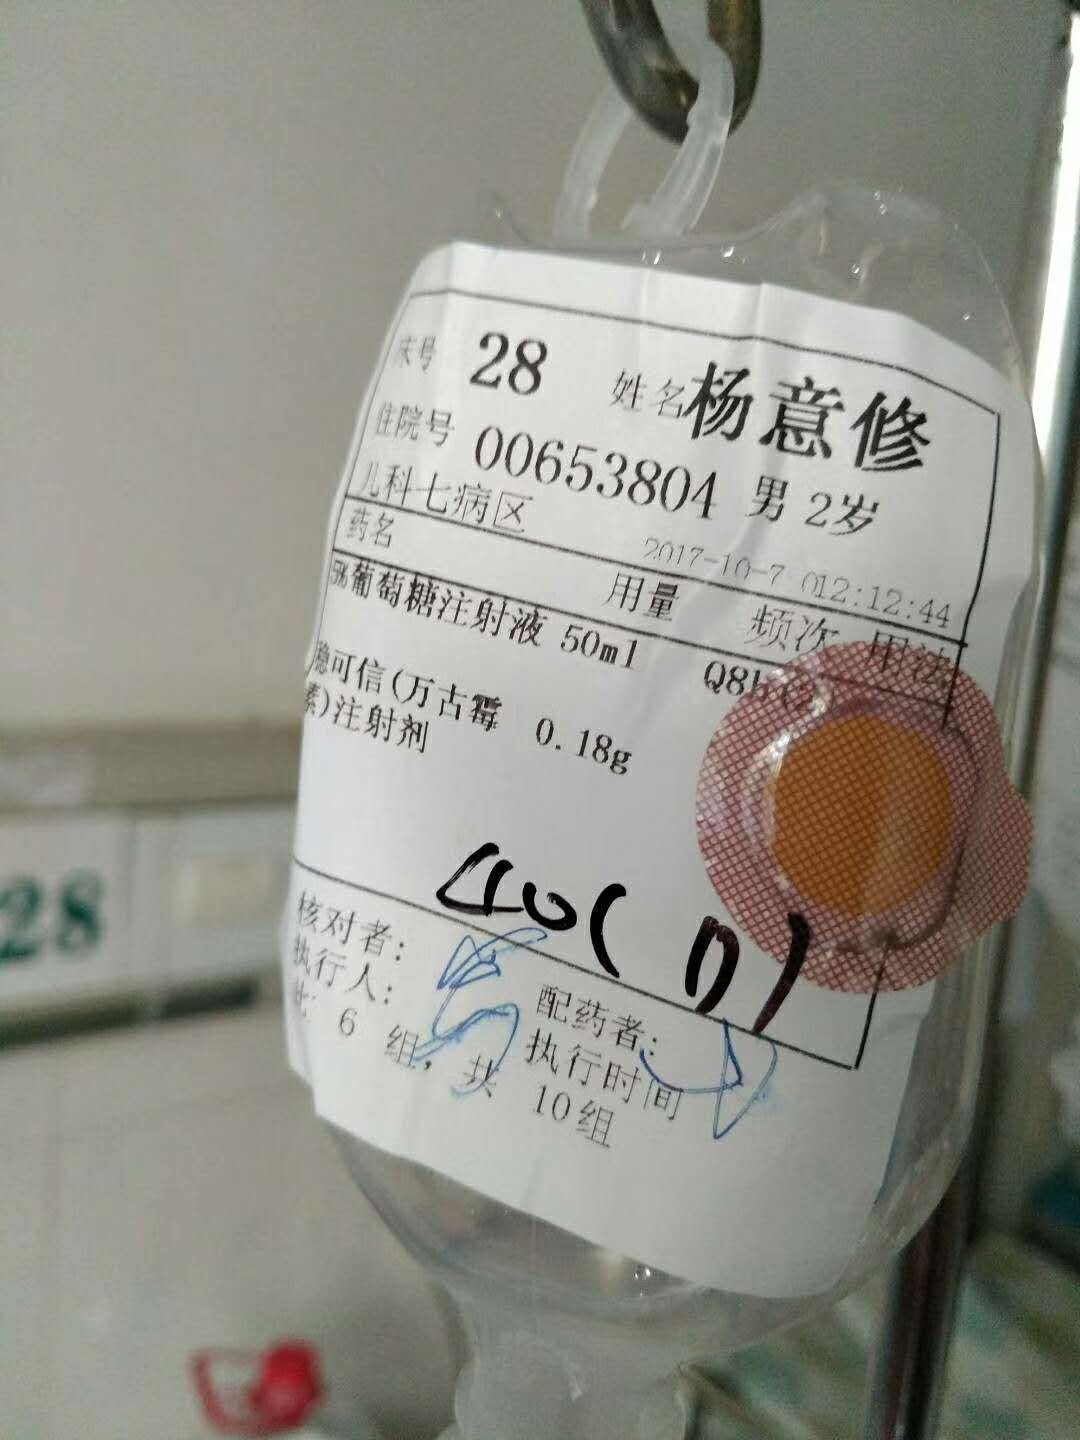 床号 28 姓名 杨意修
住院号 00653804 男 2岁
儿科七病区 2017-10-7 012:12:44
药名 用量 频次 用法
5%葡萄糖注射液 50ml Q8h
稳可信(万古霉 0.18g
素)注射剂
40(
核对者: 配药者:
执行人: 执行时间
批: 6 组, 共 10组
28